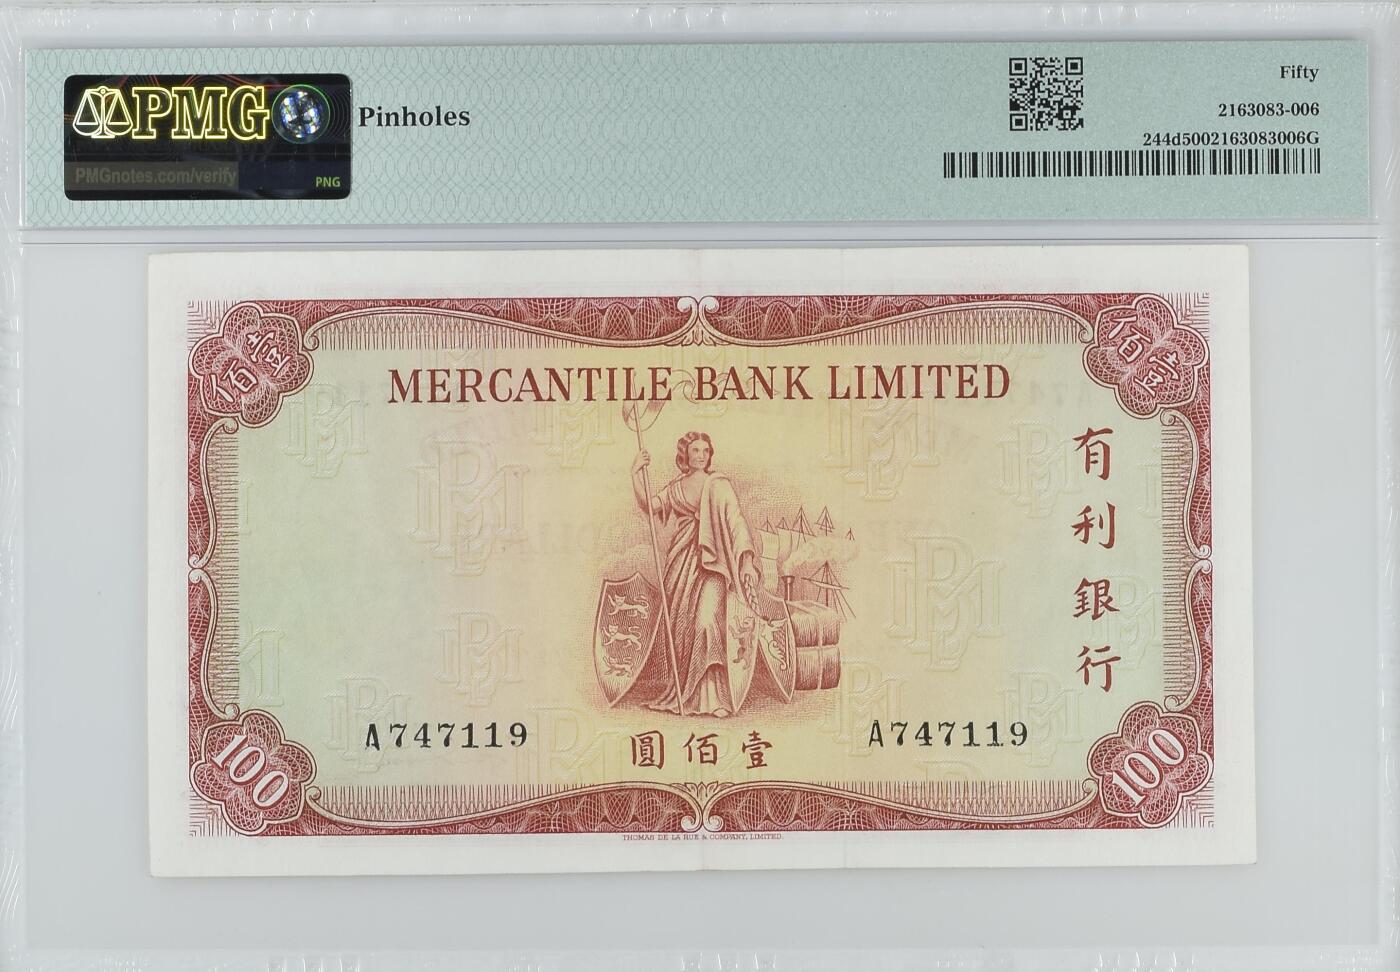 PMG
PMGnotes.com/verify
PNG
Pinholes
Fifty
2163083-006
244d5002163083006G
佰壹
佰壹
MERCANTILE BANK LIMITED
有利銀行
A747119
A747119
圓佰壹
100
100
THOMAS DE LA RUE & COMPANY, LIMITED.